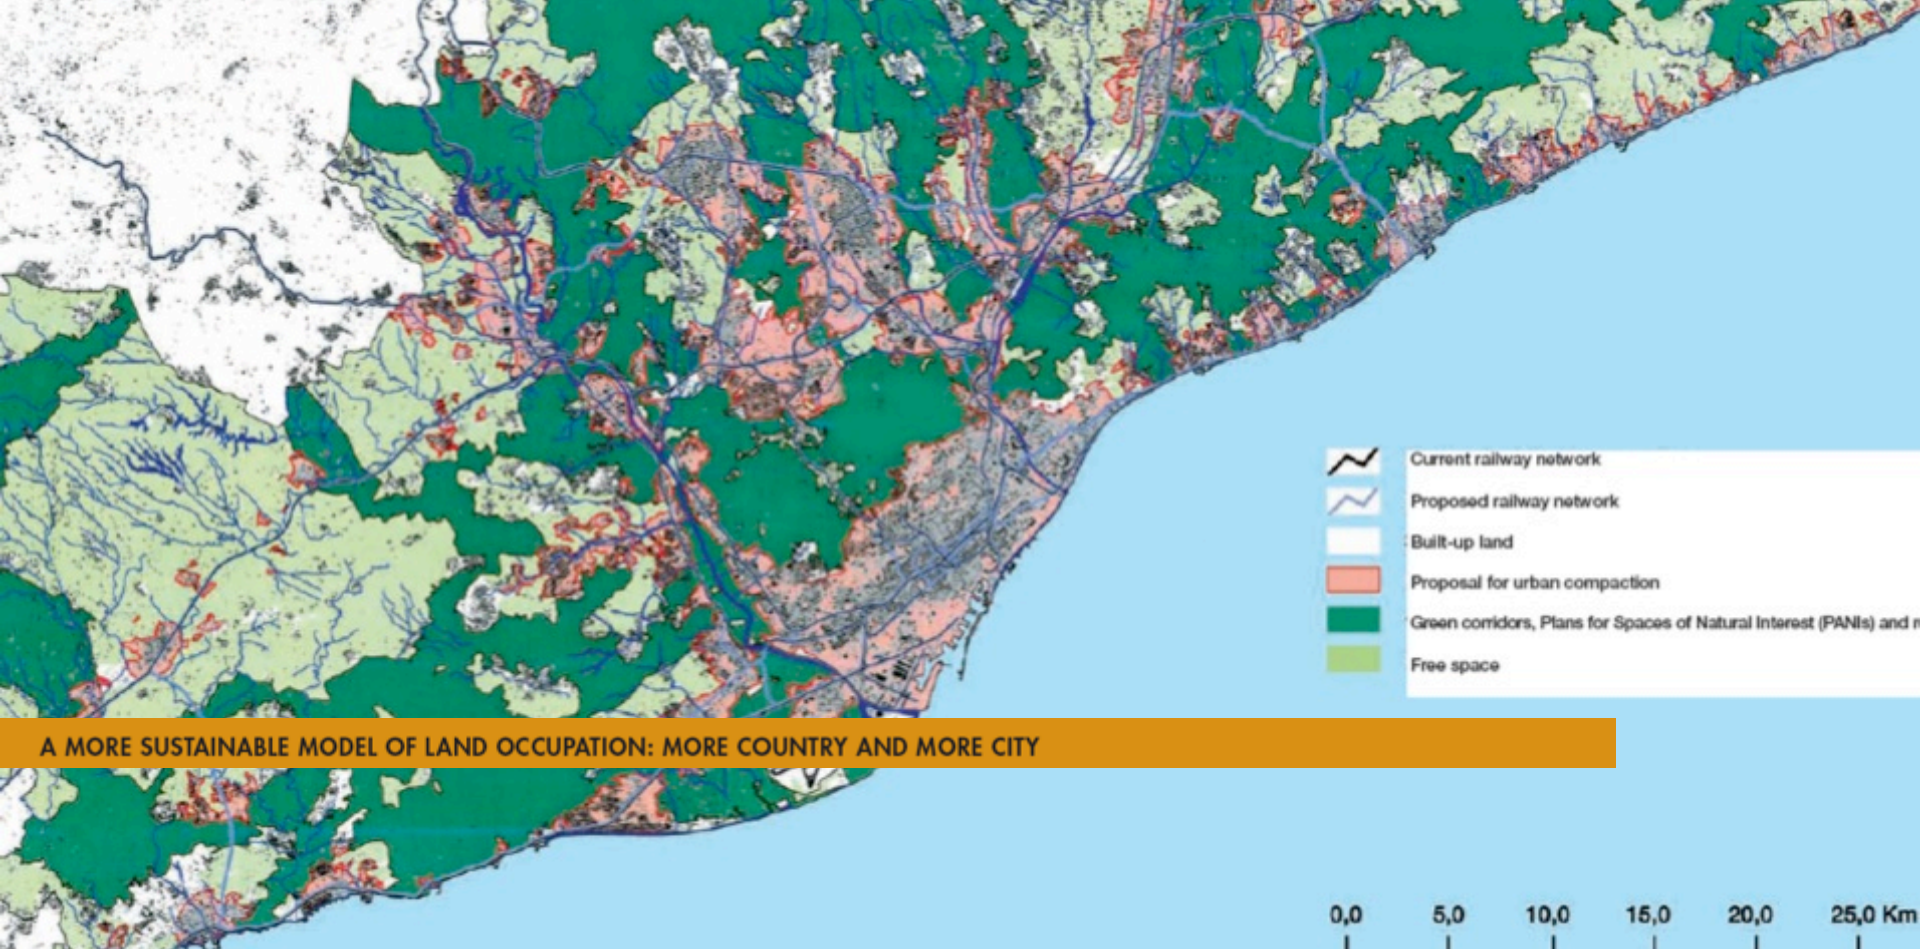 Current railway network
Proposed railway network
Built-up land
Proposal for urban compaction
Green corridors, Plans for Spaces of Natural Interest (PANIs) and
Free space
A MORE SUSTAINABLE MODEL OF LAND OCCUPATION: MORE COUNTRY AND MORE CITY
0,0 5,0 10,0 15,0 20,0 25,0 Km